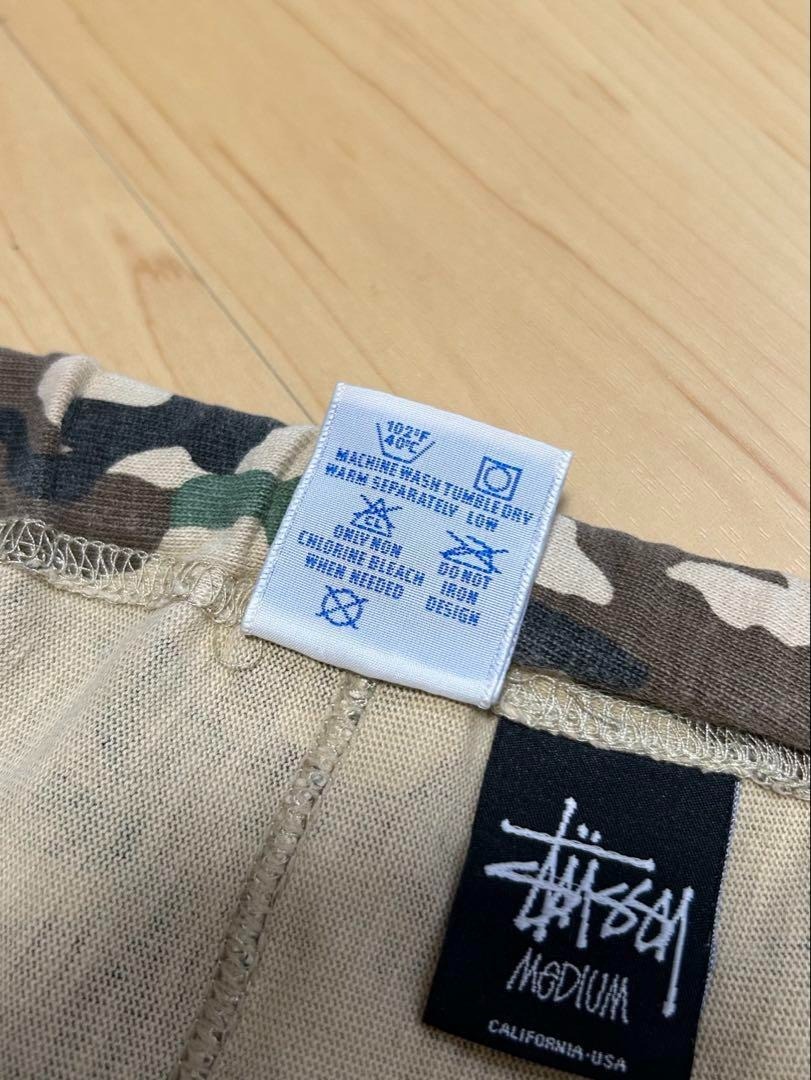 102°F
40°C
MACHINE WASH TUMBLE DRY
WARM SEPARATELY LOW
CL
ONLY NON
CHLORINE BLEACH
WHEN NEEDED
DO NOT
IRON
DESIGN
STÜSSY
MEDIUM
CALIFORNIA·USA